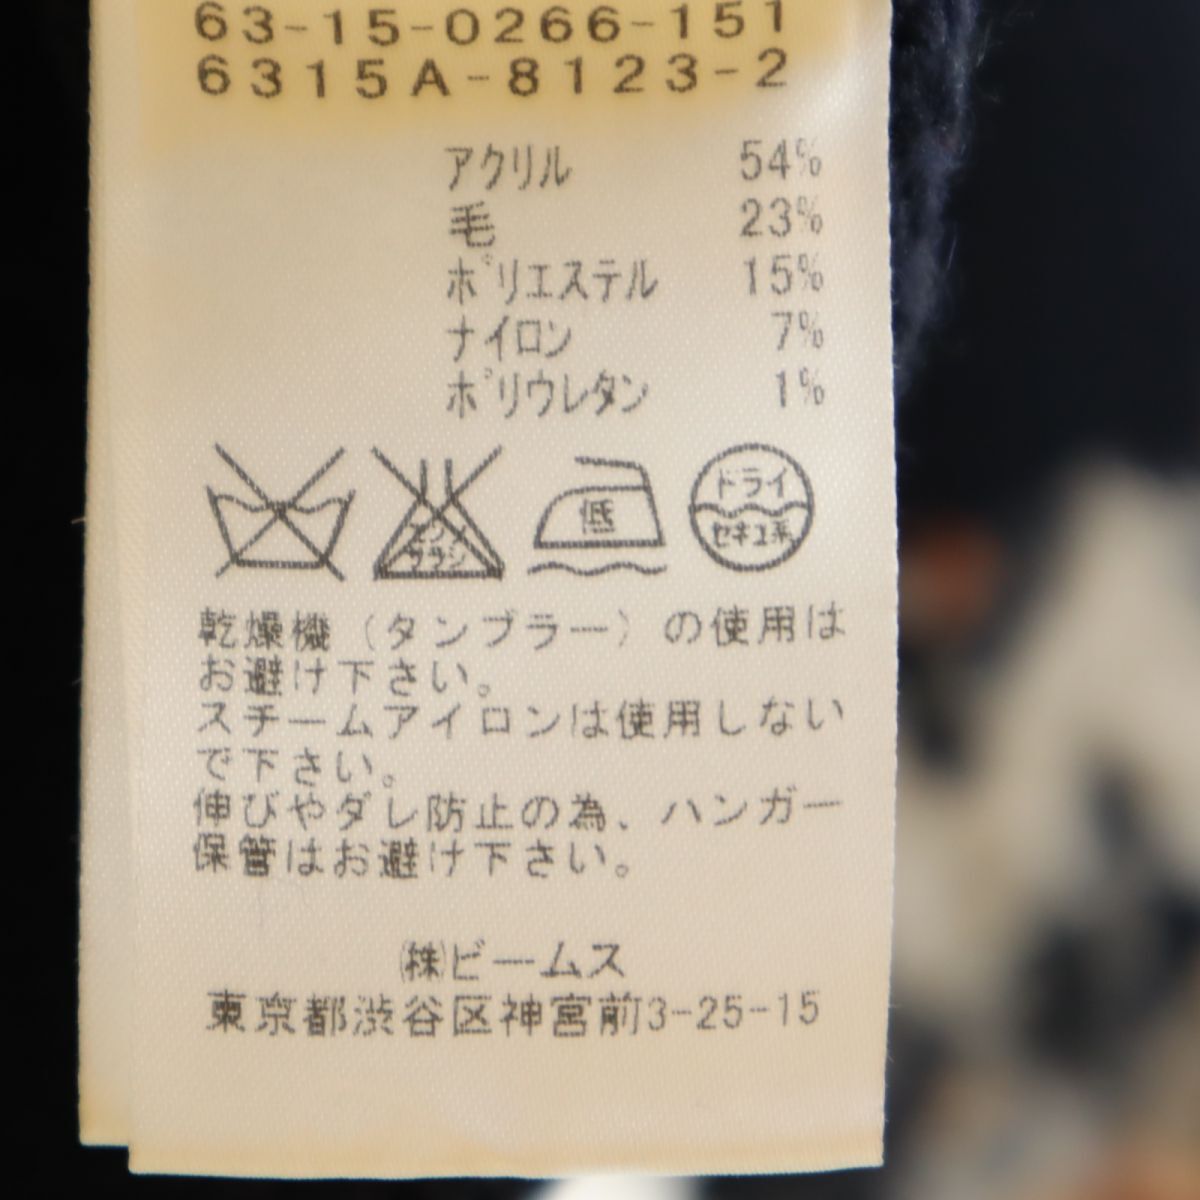 63-15-0266-151
6315A-8123-2
アクリル 54%
毛 23%
ポリエステル 15%
ナイロン 7%
ポリウレタン 1%
エンソ
サラシ
低
ドライ
セキユ系
乾燥機（タンブラー）の使用は
お避け下さい。
スチームアイロンは使用しない
で下さい。
伸びやダレ防止の為、ハンガー
保管はお避け下さい。
㈱ビームス
東京都渋谷区神宮前3-25-15